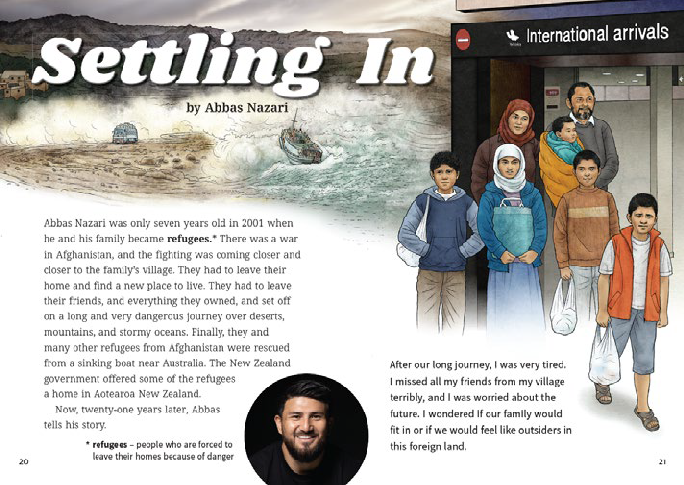 Settling In
by Abbas Nazari
Abbas Nazari was only seven years old in 2001 when
he and his family became refugees.* There was a war
in Afghanistan, and the fighting was coming closer and
closer to the family's village. They had to leave their
home and find a new place to live. They had to leave
their friends, and everything they owned, and set off
on a long and very dangerous journey over deserts,
mountains, and stormy oceans. Finally, they and
many other refugees from Afghanistan were rescued
from a sinking boat near Australia. The New Zealand
government offered some of the refugees
a home in Aotearoa New Zealand.
Now, twenty-one years later, Abbas
tells his story.
* refugees – people who are forced to
leave their homes because of danger
20
International arrivals
After our long journey, I was very tired.
I missed all my friends from my village
terribly, and I was worried about the
future. I wondered if our family would
fit in or if we would feel like outsiders in
this foreign land.
21